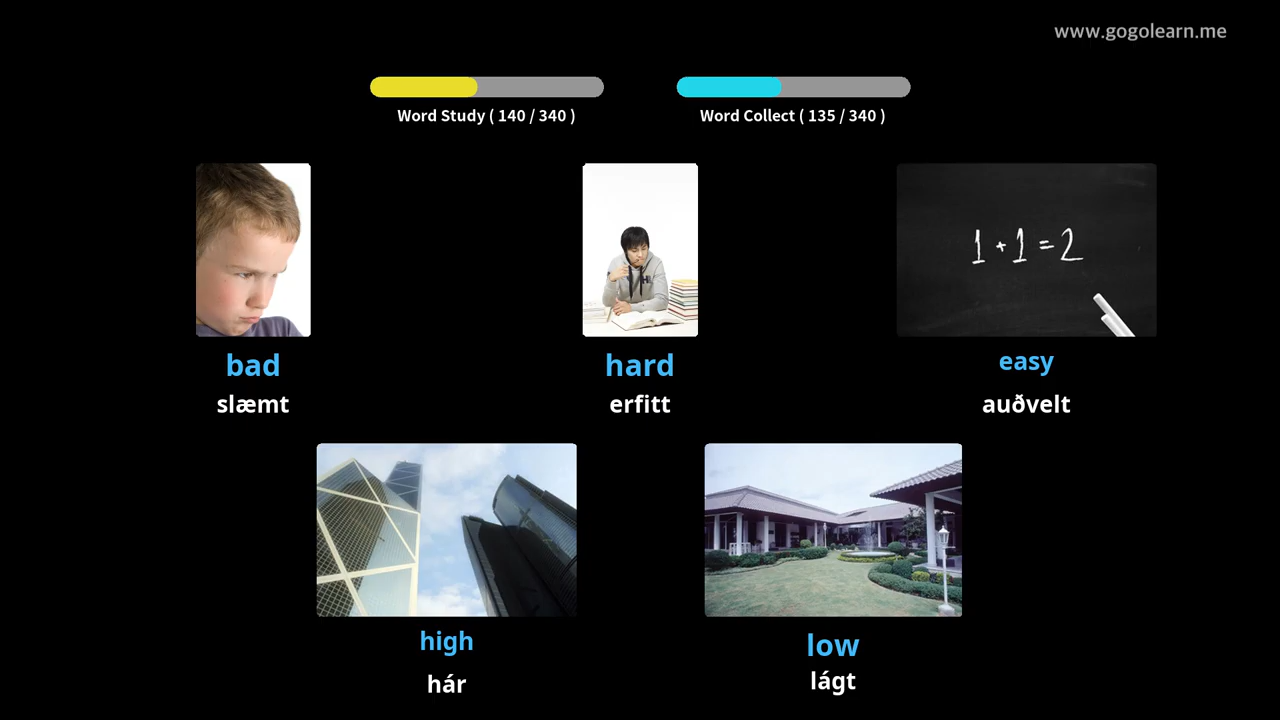 www.gogolearn.me
Word Study ( 140 / 340 )
Word Collect ( 135 / 340 )
1 + 1 = 2
bad
slæmt
hard
erfitt
easy
auðvelt
high
hár
low
lágt